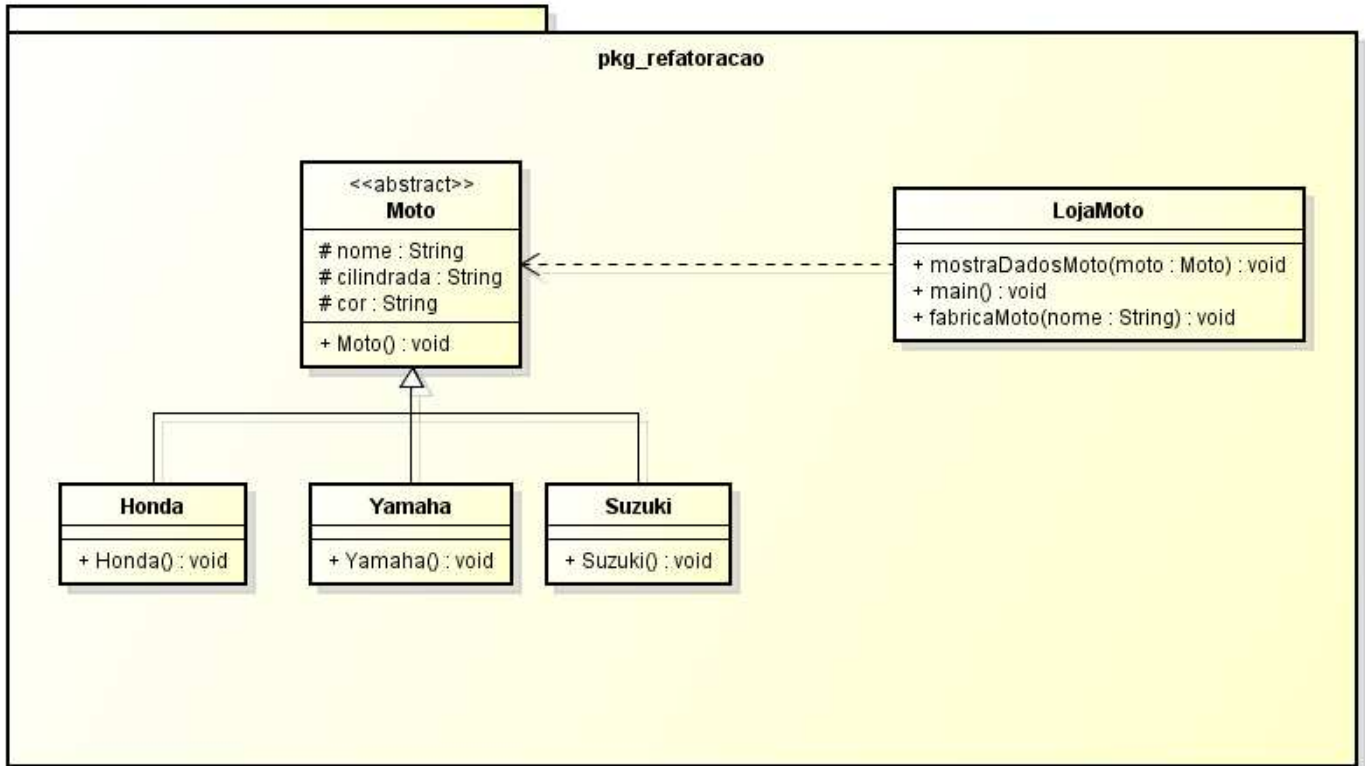 pkg_refatoracao
<<abstract>>
Moto
# nome : String
# cilindrada : String
# cor : String
+ Moto() : void
LojaMoto
+ mostraDadosMoto(moto : Moto) : void
+ main() : void
+ fabricaMoto(nome : String) : void
Honda
+ Honda() : void
Yamaha
+ Yamaha() : void
Suzuki
+ Suzuki() : void